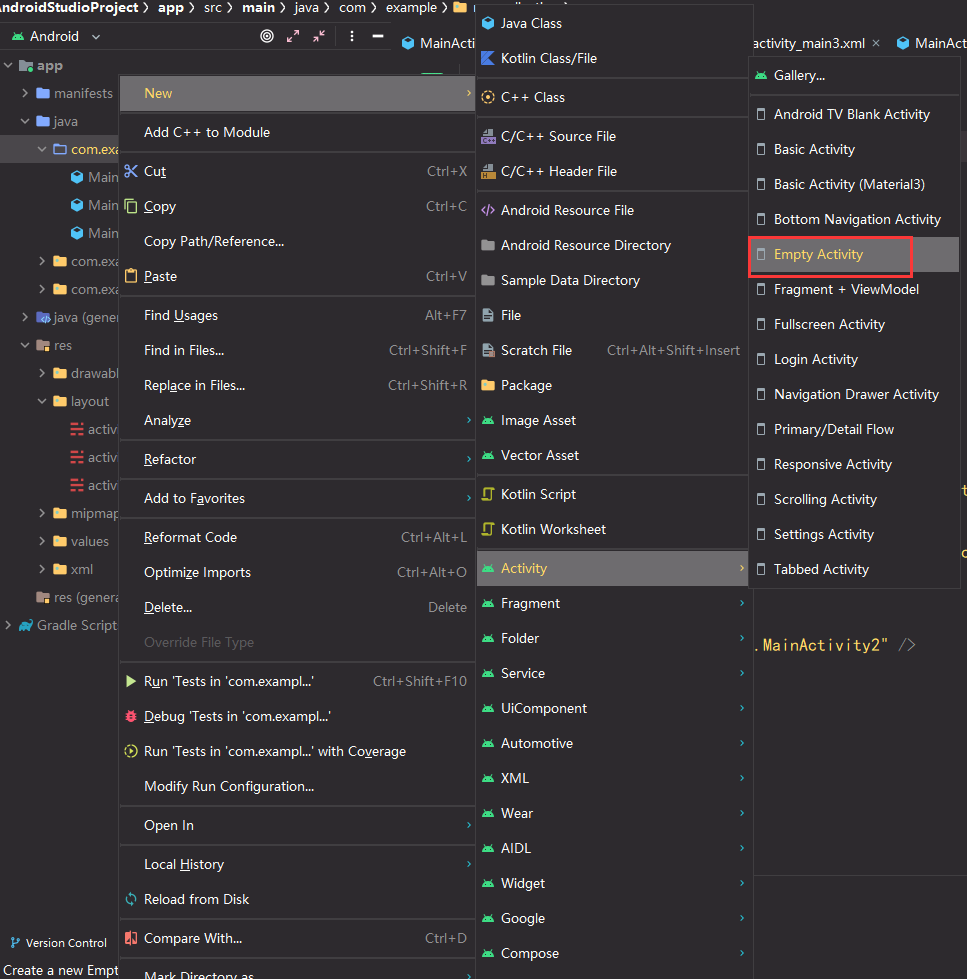 AndroidStudioProject › app › src › main › java › com › example ›
Android
app
manifests
java
com.exa
Main
Main
Main
com.exa
com.exa
java (gener
res
drawabl
layout
activ
activ
activ
mipmap
values
xml
res (genera
Gradle Script
Version Control
Create a new Empt
MainActi
activity_main3.xml ×
MainAct
New
Add C++ to Module
Cut Ctrl+X
Copy Ctrl+C
Copy Path/Reference...
Paste Ctrl+V
Find Usages Alt+F7
Find in Files... Ctrl+Shift+F
Replace in Files... Ctrl+Shift+R
Analyze
Refactor
Add to Favorites
Reformat Code Ctrl+Alt+L
Optimize Imports Ctrl+Alt+O
Delete... Delete
Override File Type
Run 'Tests in 'com.exampl...' Ctrl+Shift+F10
Debug 'Tests in 'com.exampl...'
Run 'Tests in 'com.exampl...' with Coverage
Modify Run Configuration...
Open In
Local History
Reload from Disk
Compare With... Ctrl+D
Mark Directory as
Java Class
Kotlin Class/File
C++ Class
C/C++ Source File
C/C++ Header File
Android Resource File
Android Resource Directory
Sample Data Directory
File
Scratch File Ctrl+Alt+Shift+Insert
Package
Image Asset
Vector Asset
Kotlin Script
Kotlin Worksheet
Activity
Fragment
Folder
Service
UiComponent
Automotive
XML
Wear
AIDL
Widget
Google
Compose
Gallery...
Android TV Blank Activity
Basic Activity
Basic Activity (Material3)
Bottom Navigation Activity
Empty Activity
Fragment + ViewModel
Fullscreen Activity
Login Activity
Navigation Drawer Activity
Primary/Detail Flow
Responsive Activity
Scrolling Activity
Settings Activity
Tabbed Activity
.MainActivity2" />